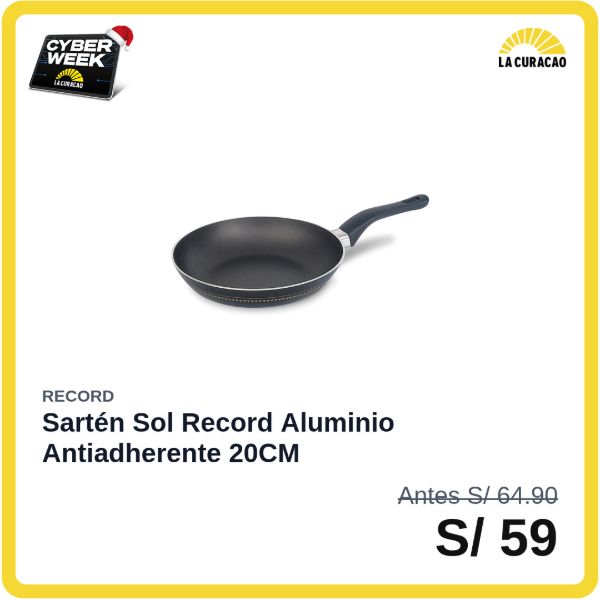 CYBER
WEEK
LA CURACAO
LA CURACAO
RECORD
Sartén Sol Record Aluminio
Antiadherente 20CM
Antes S/ 64.90
S/ 59